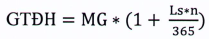 GTĐH = MG * (1 + Ls*n/365)